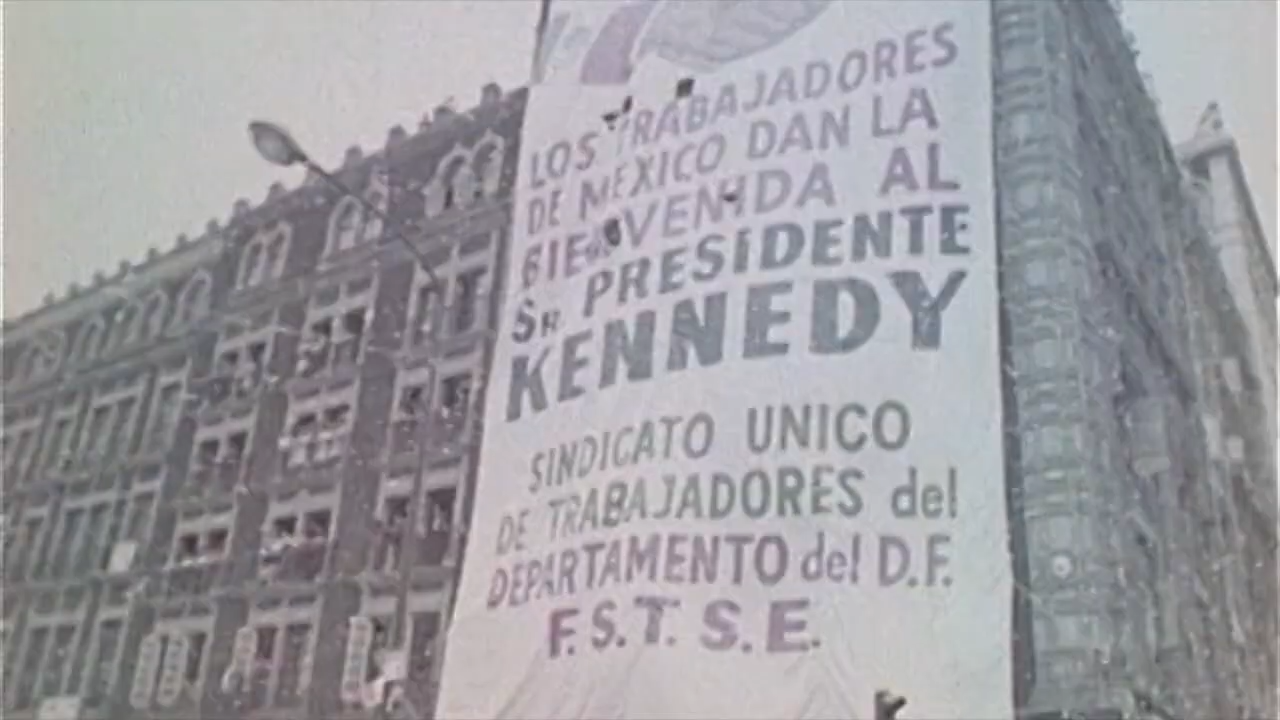 LOS TRABAJADORES
DE MEXICO DAN LA
BIENVENIDA AL
SR. PRESIDENTE
KENNEDY
SINDICATO UNICO
DE TRABAJADORES del
DEPARTAMENTO del D.F.
F. S. T. S. E.